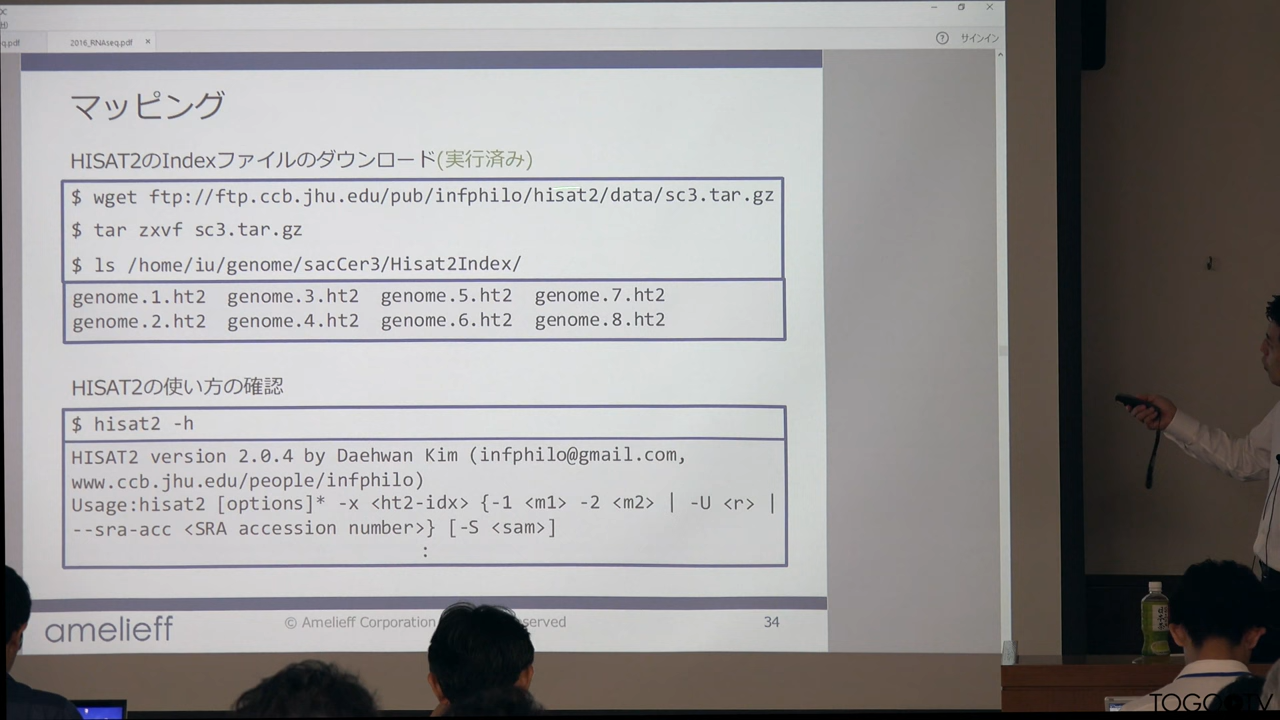 q.pdf
2016_RNAseq.pdf ×
? サインイン
マッピング
HISAT2のIndexファイルのダウンロード(実行済み)
$ wget ftp://ftp.ccb.jhu.edu/pub/infphilo/hisat2/data/sc3.tar.gz
$ tar zxvf sc3.tar.gz
$ ls /home/iu/genome/sacCer3/Hisat2Index/
genome.1.ht2 genome.3.ht2 genome.5.ht2 genome.7.ht2
genome.2.ht2 genome.4.ht2 genome.6.ht2 genome.8.ht2
HISAT2の使い方の確認
$ hisat2 -h
HISAT2 version 2.0.4 by Daehwan Kim (infphilo@gmail.com,
www.ccb.jhu.edu/people/infphilo)
Usage:hisat2 [options]* -x <ht2-idx> {-1 <m1> -2 <m2> | -U <r> |
--sra-acc <SRA accession number>} [-S <sam>]
:
amelieff
© Amelieff Corporation served
34
TOGO TV